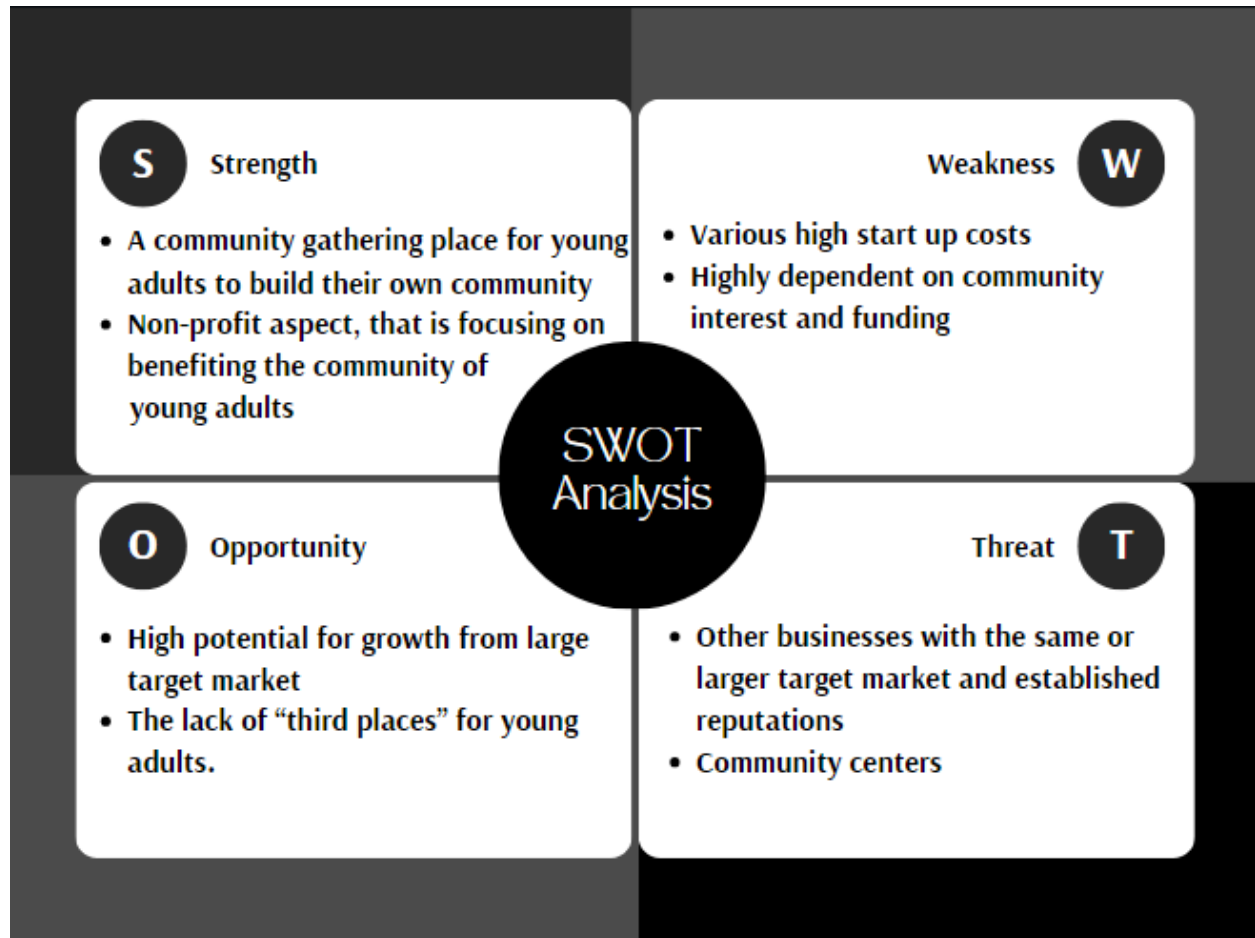 S
Strength
• A community gathering place for young
adults to build their own community
• Non-profit aspect, that is focusing on
benefiting the community of
young adults
Weakness
W
• Various high start up costs
• Highly dependent on community
interest and funding
SWOT
Analysis
O
Opportunity
• High potential for growth from large
target market
• The lack of “third places” for young
adults.
Threat
T
• Other businesses with the same or
larger target market and established
reputations
• Community centers